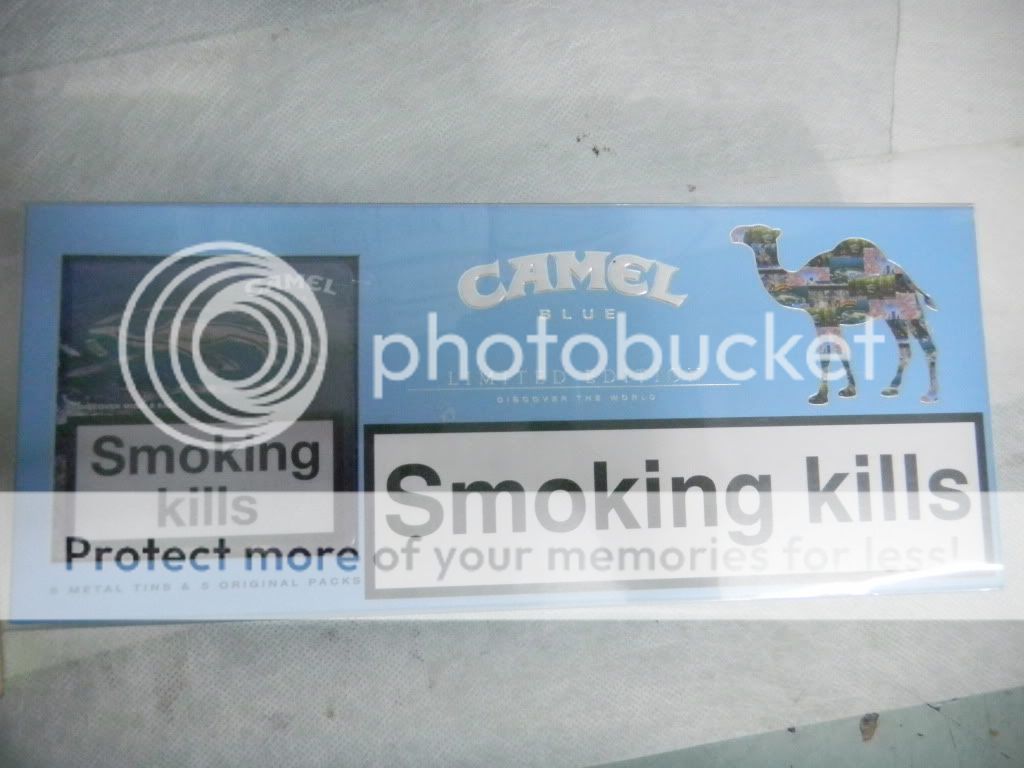 CAMEL
CAMEL
BLUE
photobucket
LIMITED EDITION
DISCOVER THE WORLD
Smoking
kills
Smoking kills
Protect more of your memories for less!
5 METAL TINS & 5 ORIGINAL PACKS